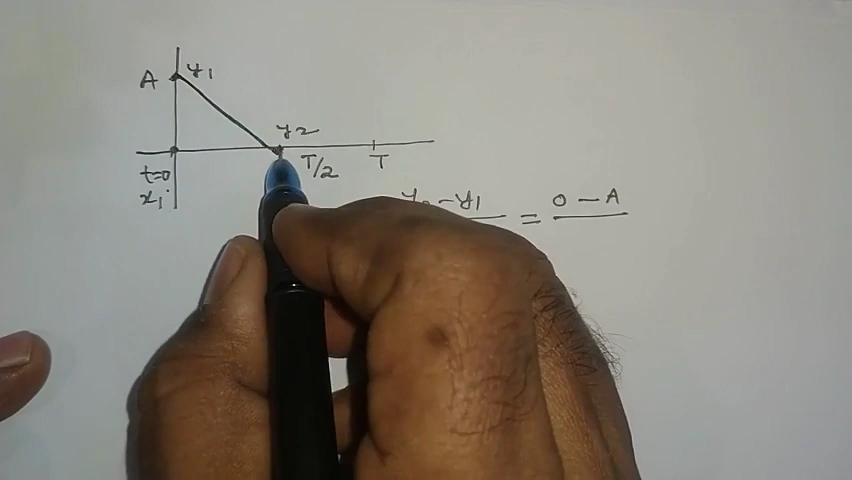 A y1
y2
t=0 T/2 T
x1
y2 - y1 = 0 - A